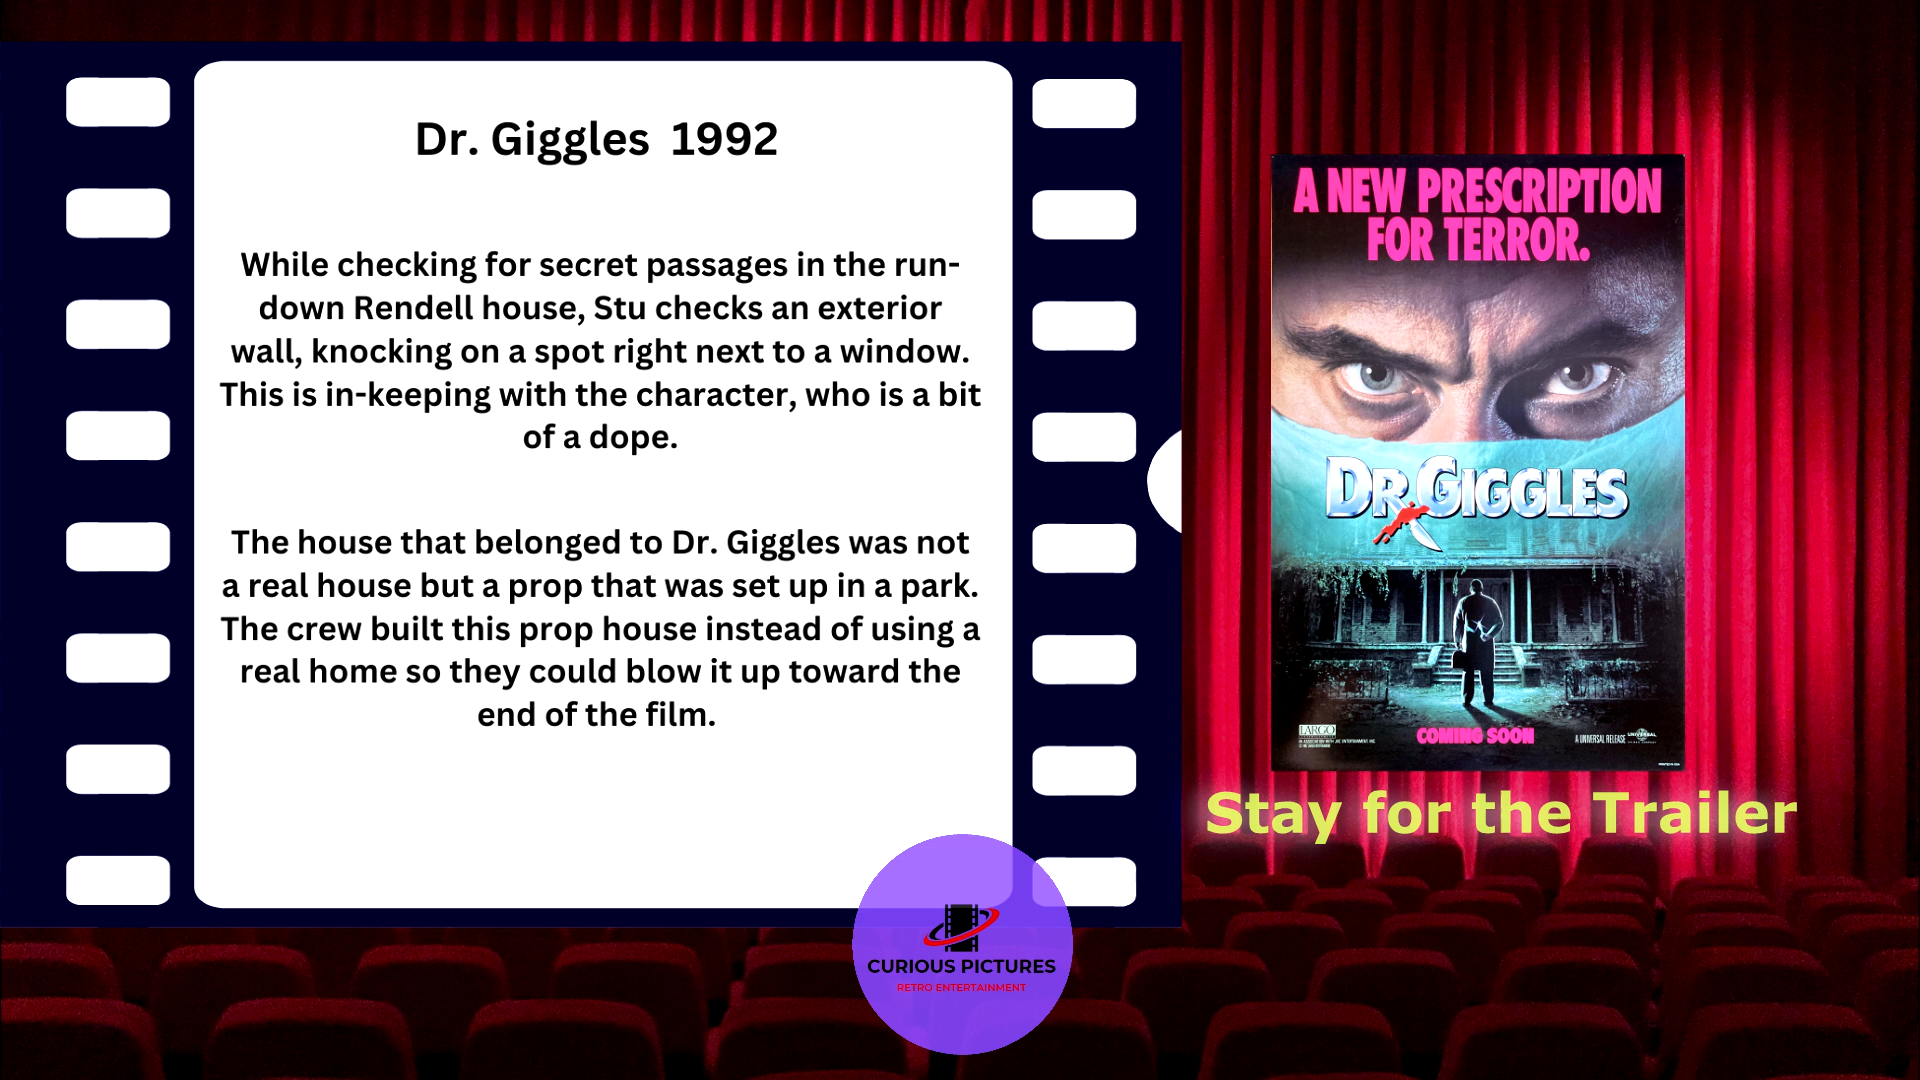 Dr. Giggles 1992
While checking for secret passages in the run-
down Rendell house, Stu checks an exterior
wall, knocking on a spot right next to a window.
This is in-keeping with the character, who is a bit
of a dope.
The house that belonged to Dr. Giggles was not
a real house but a prop that was set up in a park.
The crew built this prop house instead of using a
real home so they could blow it up toward the
end of the film.
A NEW PRESCRIPTION
FOR TERROR.
DR. GIGGLES
LARGO
COMING SOON
A UNIVERSAL RELEASE
UNIVERSAL
Stay for the Trailer
CURIOUS PICTURES
RETRO ENTERTAINMENT